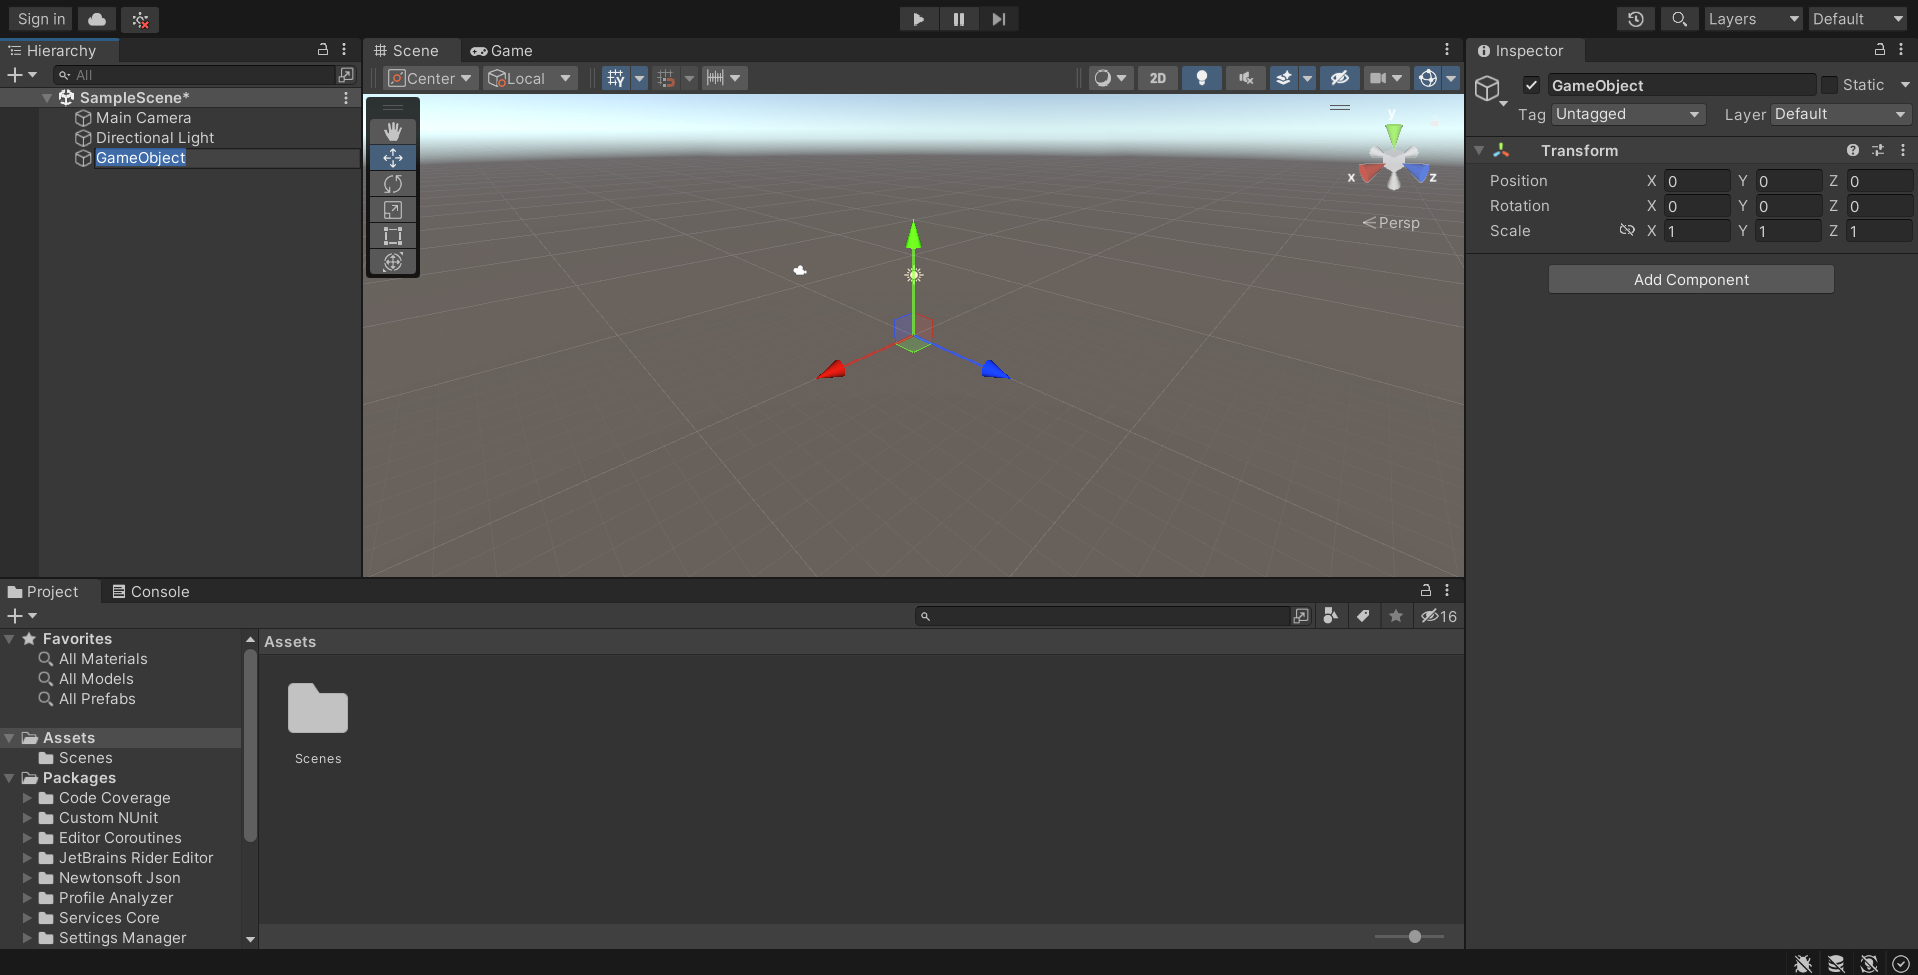 Sign in
Layers
Default
Hierarchy
All
SampleScene*
Main Camera
Directional Light
GameObject
Scene
Game
Center
Local
2D
y
x
z
Persp
Inspector
GameObject
Static
Tag Untagged
Layer Default
Transform
Position X 0 Y 0 Z 0
Rotation X 0 Y 0 Z 0
Scale X 1 Y 1 Z 1
Add Component
Project
Console
16
Favorites
All Materials
All Models
All Prefabs
Assets
Scenes
Packages
Code Coverage
Custom NUnit
Editor Coroutines
JetBrains Rider Editor
Newtonsoft Json
Profile Analyzer
Services Core
Settings Manager
Assets
Scenes